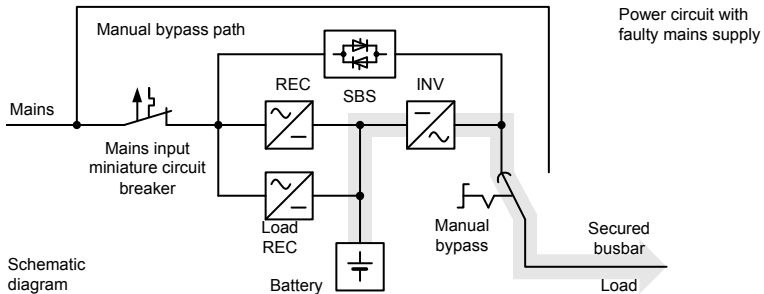 Manual bypass path
Power circuit with
faulty mains supply
REC
SBS
INV
Mains
Mains input
miniature circuit
breaker
Load
REC
Manual
bypass
Secured
busbar
Load
Schematic
diagram
Battery